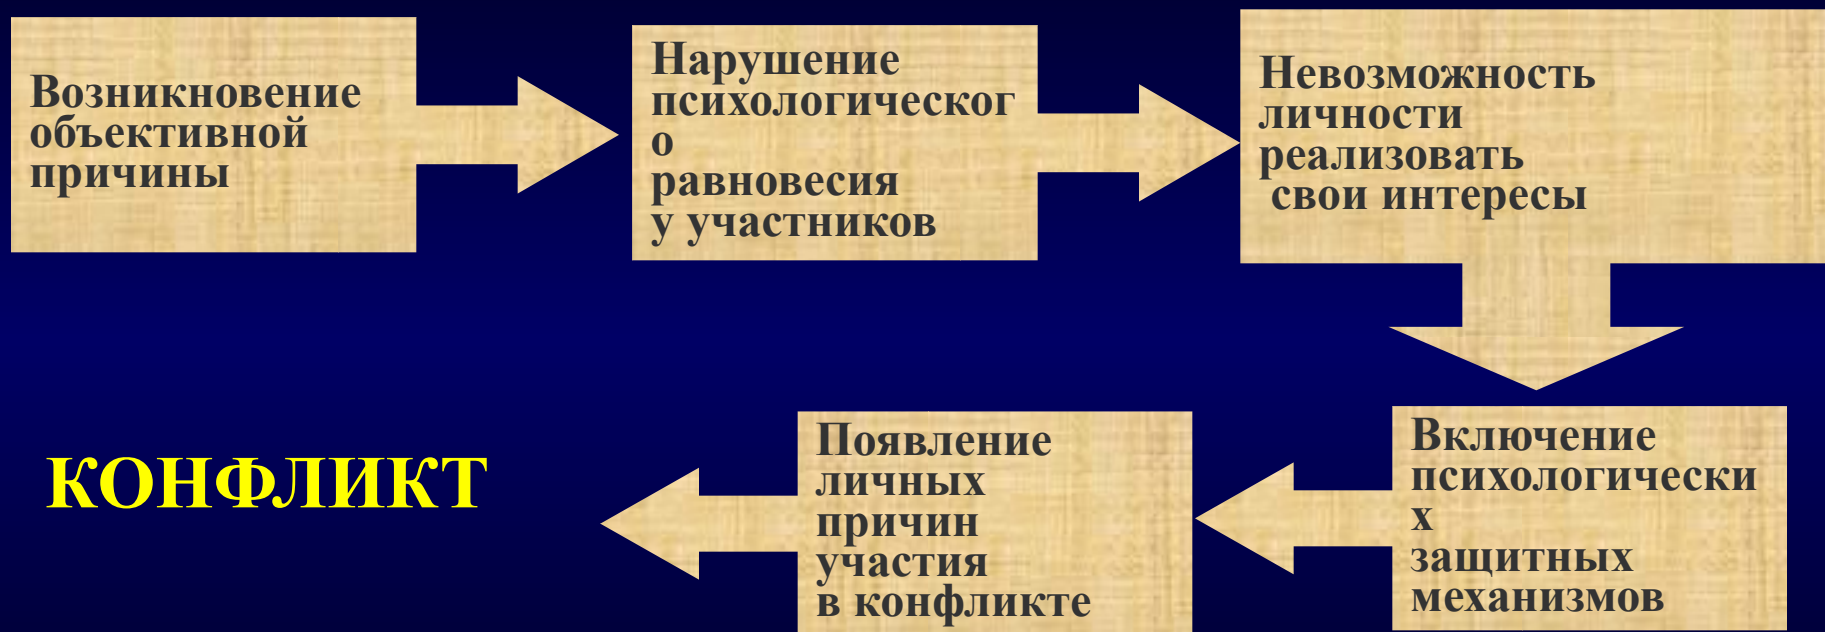 Возникновение
объективной
причины
Нарушение
психологическог
о
равновесия
у участников
Невозможность
личности
реализовать
свои интересы
Включение
психологически
х
защитных
механизмов
Появление
личных
причин
участия
в конфликте
КОНФЛИКТ